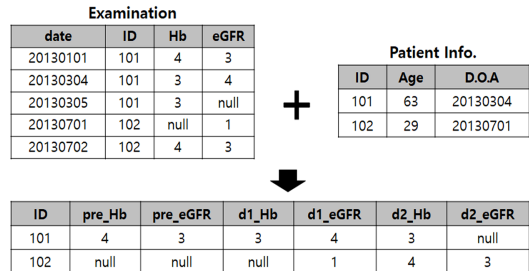 Examination
date ID Hb eGFR
20130101 101 4 3
20130304 101 3 4
20130305 101 3 null
20130701 102 null 1
20130702 102 4 3
+
Patient Info.
ID Age D.O.A
101 63 20130304
102 29 20130701
ID pre_Hb pre_eGFR d1_Hb d1_eGFR d2_Hb d2_eGFR
101 4 3 3 4 3 null
102 null null null 1 4 3